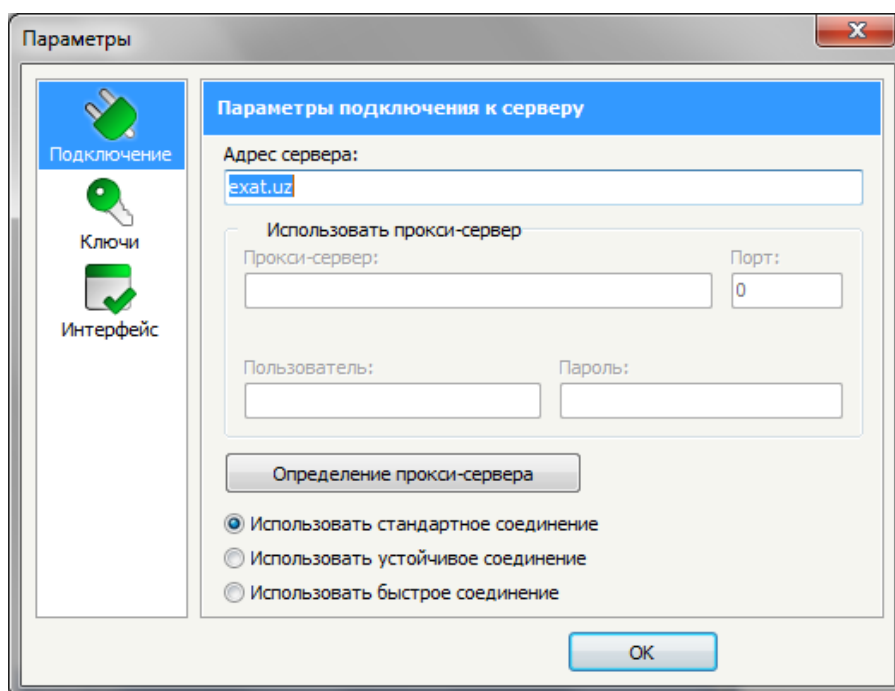 Параметры
Подключение
Ключи
Интерфейс
Параметры подключения к серверу
Адрес сервера:
exat.uz
Использовать прокси-сервер
Прокси-сервер: Порт:
0
Пользователь: Пароль:
Определение прокси-сервера
Использовать стандартное соединение
Использовать устойчивое соединение
Использовать быстрое соединение
OK